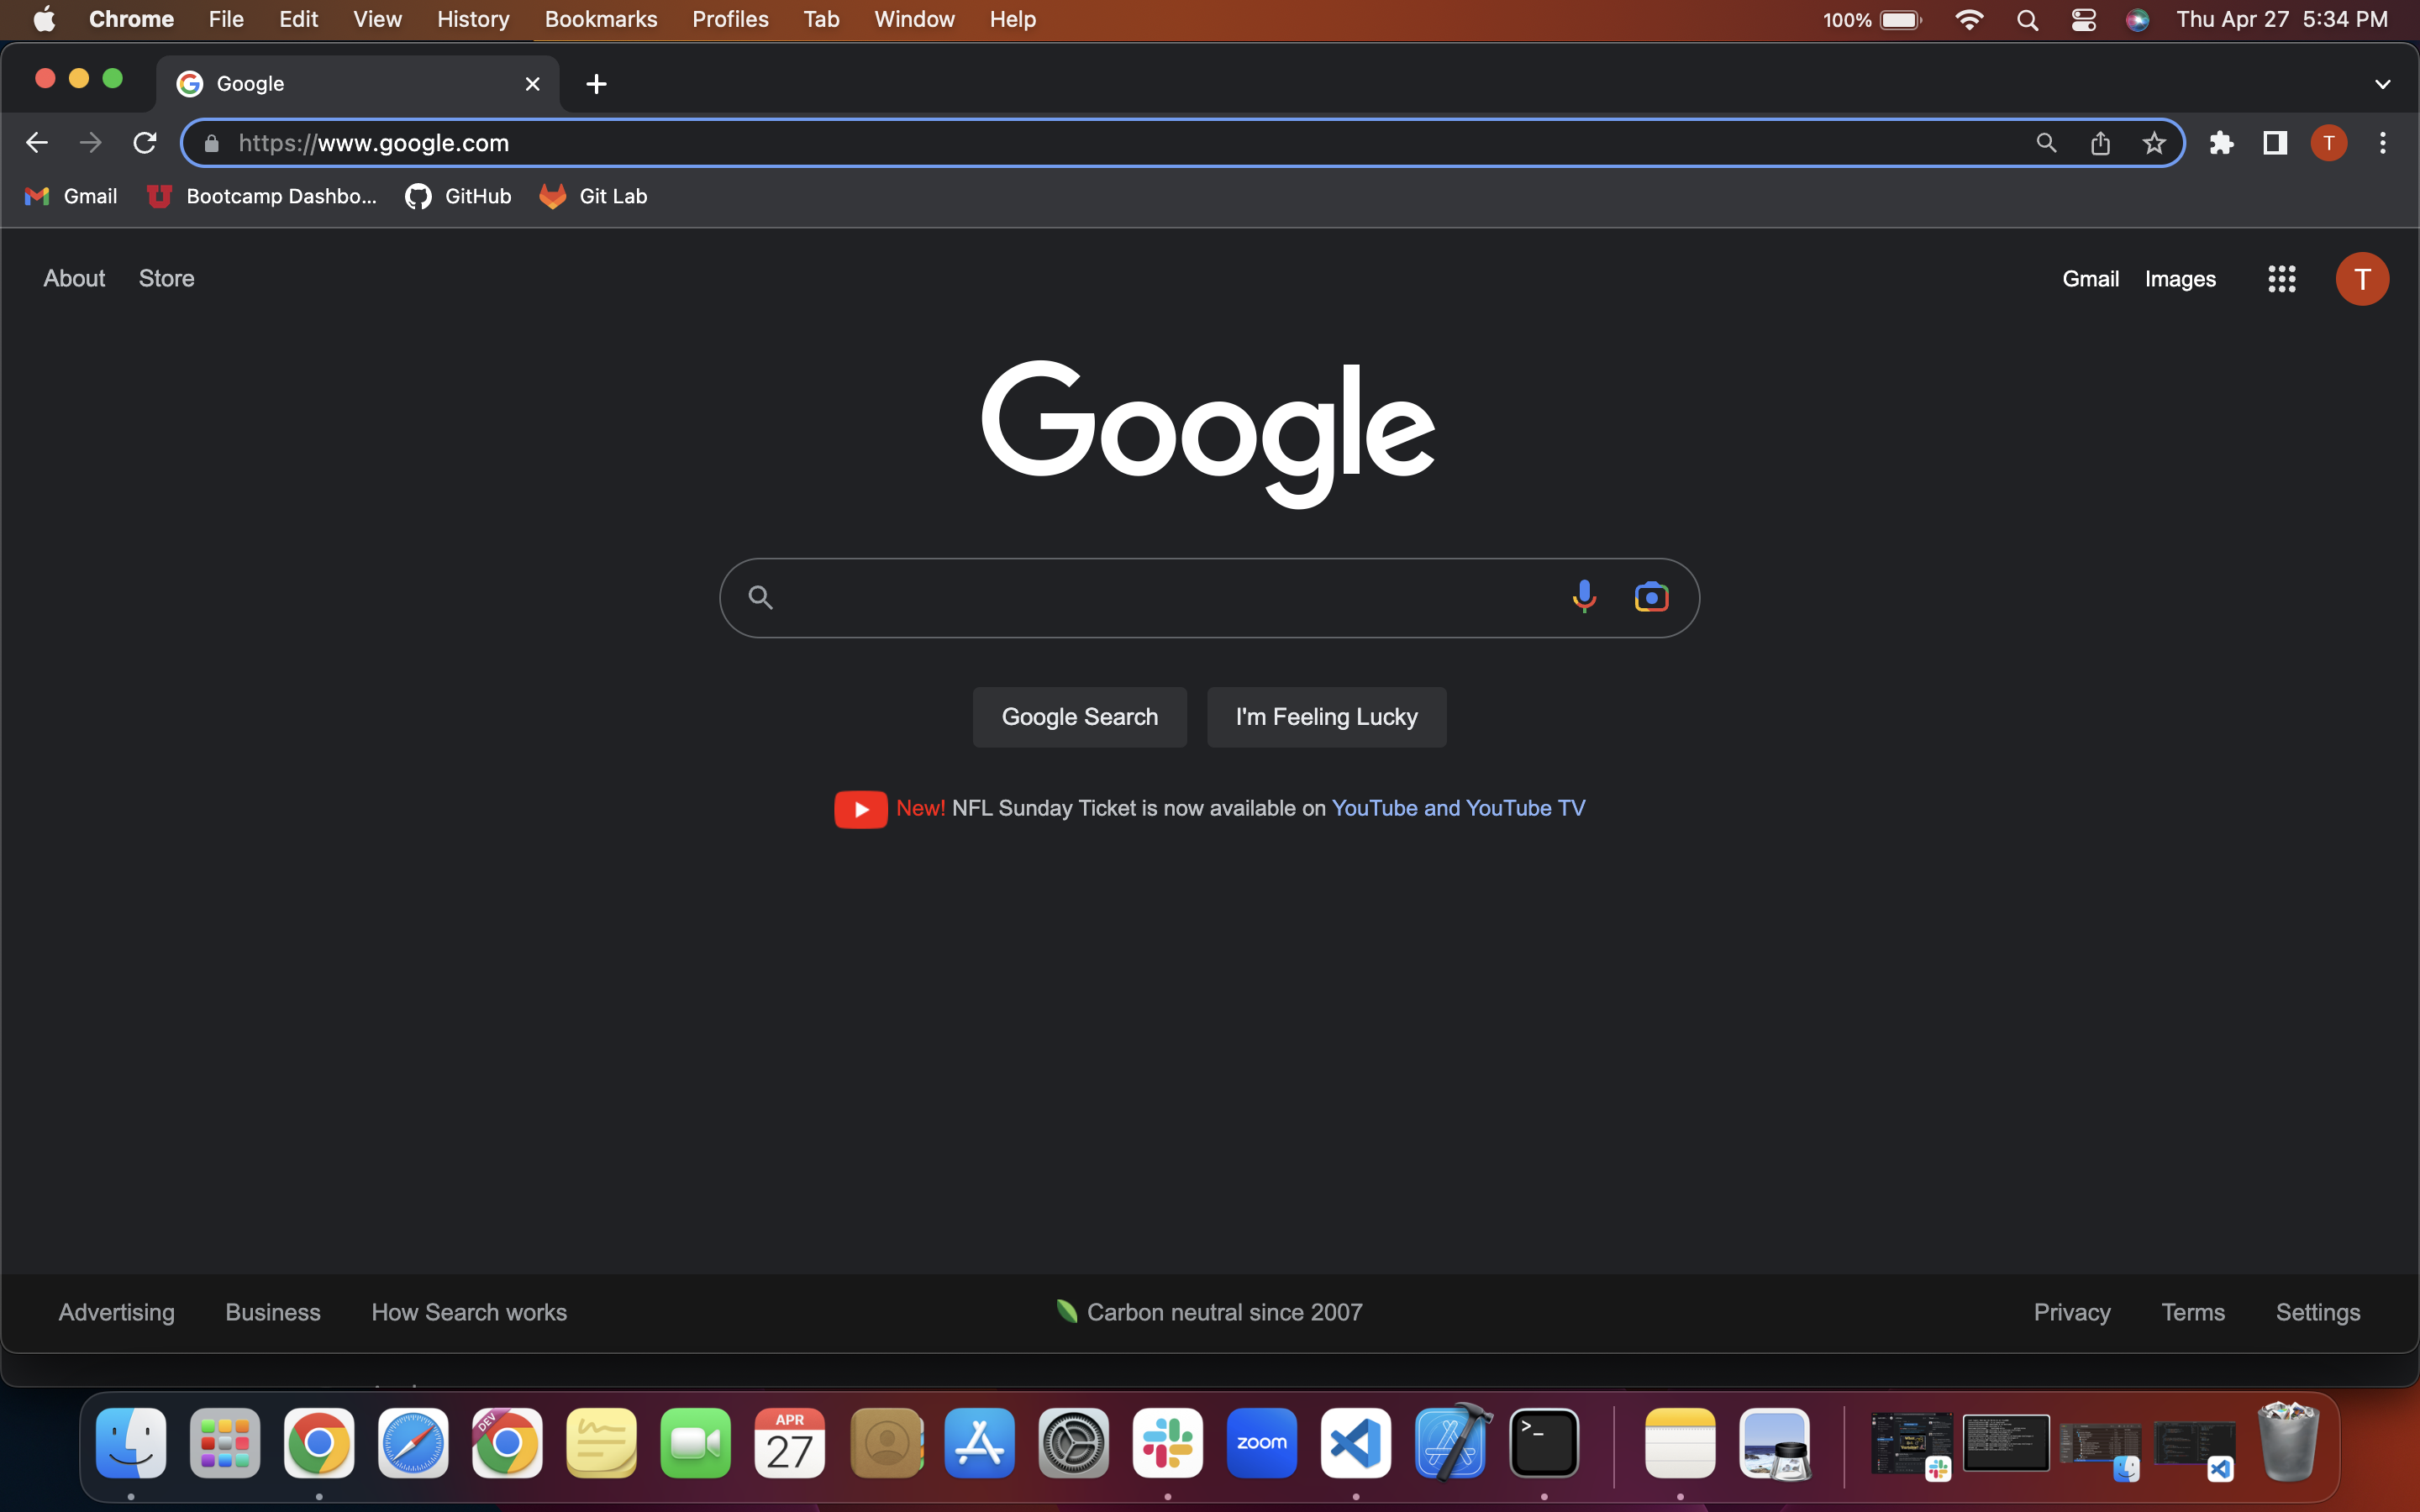 Chrome File Edit View History Bookmarks Profiles Tab Window Help 100% Thu Apr 27 5:34 PM
Google
https://www.google.com T
Gmail Bootcamp Dashbo... GitHub Git Lab
About Store Gmail Images T
Google
Google Search I'm Feeling Lucky
New! NFL Sunday Ticket is now available on YouTube and YouTube TV
Advertising Business How Search works Carbon neutral since 2007 Privacy Terms Settings
DEV APR 27 zoom >_